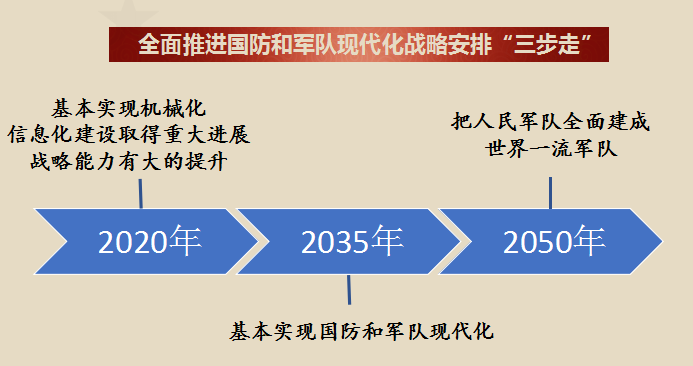 全面推进国防和军队现代化战略安排“三步走”
基本实现机械化
信息化建设取得重大进展
战略能力有大的提升
把人民军队全面建成
世界一流军队
2020年
2035年
2050年
基本实现国防和军队现代化